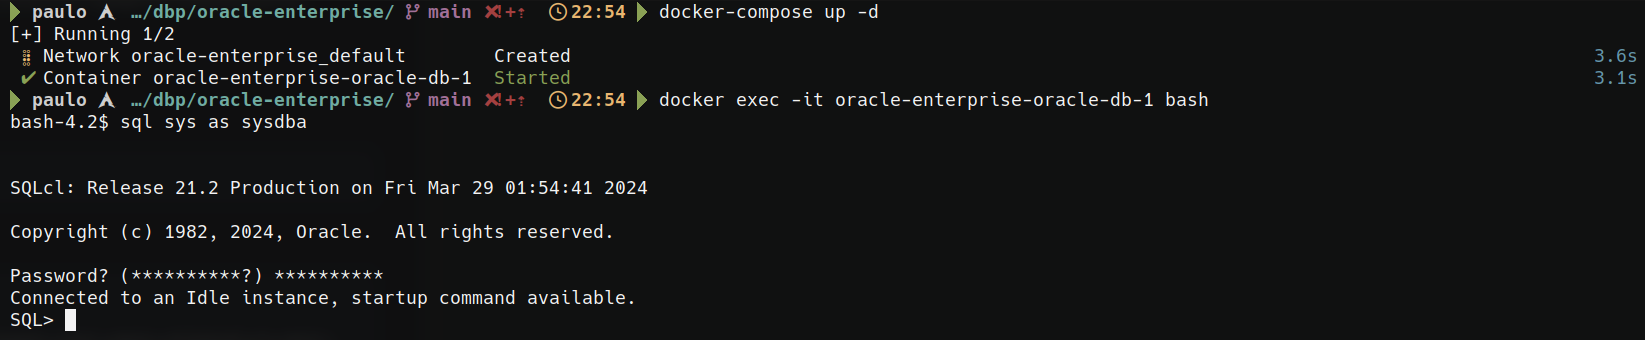 paulo …/dbp/oracle-enterprise/ main ✘!+⇡ 22:54 docker-compose up -d
[+] Running 1/2
⣿ Network oracle-enterprise_default Created 3.6s
✔ Container oracle-enterprise-oracle-db-1 Started 3.1s
paulo …/dbp/oracle-enterprise/ main ✘!+⇡ 22:54 docker exec -it oracle-enterprise-oracle-db-1 bash
bash-4.2$ sql sys as sysdba
SQLcl: Release 21.2 Production on Fri Mar 29 01:54:41 2024
Copyright (c) 1982, 2024, Oracle.  All rights reserved.
Password? (**********?) **********
Connected to an Idle instance, startup command available.
SQL>